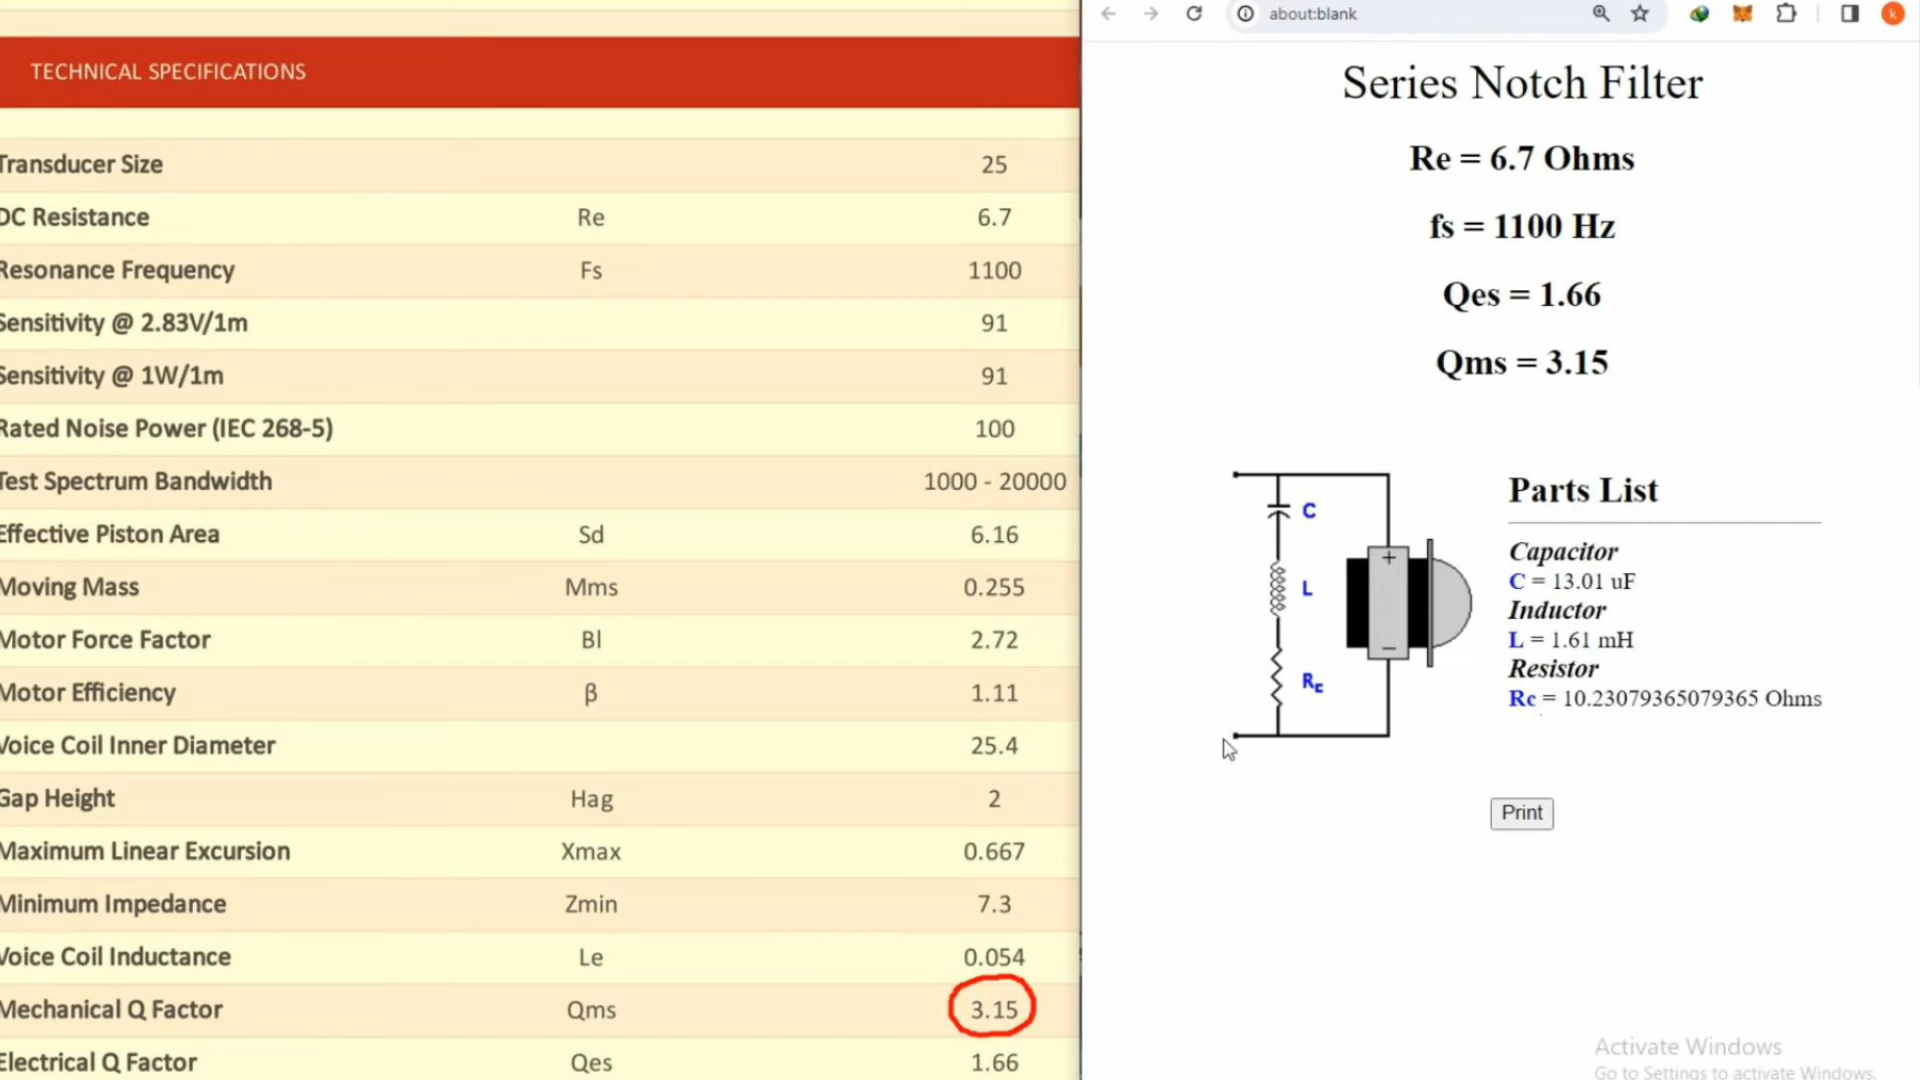 TECHNICAL SPECIFICATIONS
Transducer Size 25
DC Resistance Re 6.7
Resonance Frequency Fs 1100
Sensitivity @ 2.83V/1m 91
Sensitivity @ 1W/1m 91
Rated Noise Power (IEC 268-5) 100
Test Spectrum Bandwidth 1000 - 20000
Effective Piston Area Sd 6.16
Moving Mass Mms 0.255
Motor Force Factor Bl 2.72
Motor Efficiency β 1.11
Voice Coil Inner Diameter 25.4
Gap Height Hag 2
Maximum Linear Excursion Xmax 0.667
Minimum Impedance Zmin 7.3
Voice Coil Inductance Le 0.054
Mechanical Q Factor Qms 3.15
Electrical Q Factor Qes 1.66
about:blank
k
Series Notch Filter
Re = 6.7 Ohms
fs = 1100 Hz
Qes = 1.66
Qms = 3.15
C
L
Rc
+
−
Parts List
Capacitor
C = 13.01 uF
Inductor
L = 1.61 mH
Resistor
Rc = 10.23079365079365 Ohms
Print
Activate Windows
Go to Settings to activate Windows.